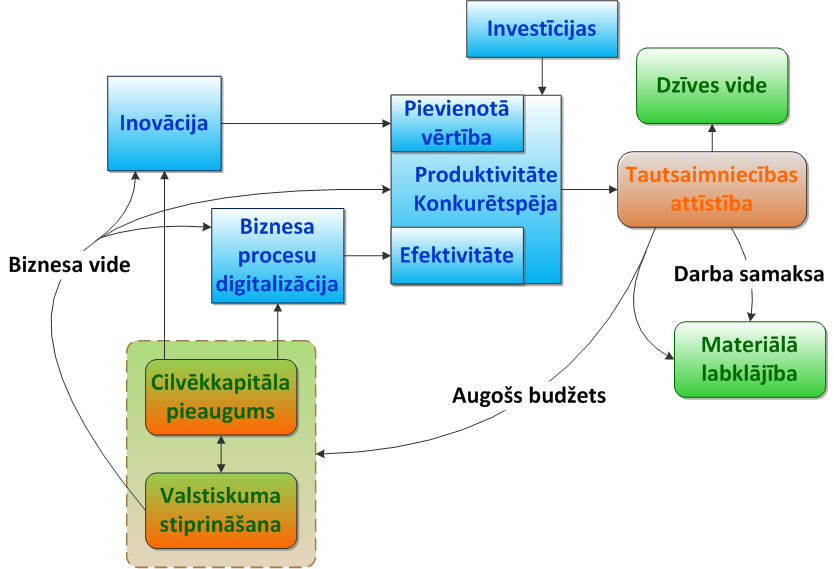 Investīcijas
Dzīves vide
Inovācija
Pievienotā
vērtība
Produktivitāte
Konkurētspēja
Tautsaimniecības
attīstība
Biznesa
procesu
digitalizācija
Efektivitāte
Biznesa vide
Darba samaksa
Materiālā
labklājība
Cilvēkkapitāla
pieaugums
Augošs budžets
Valstiskuma
stiprināšana